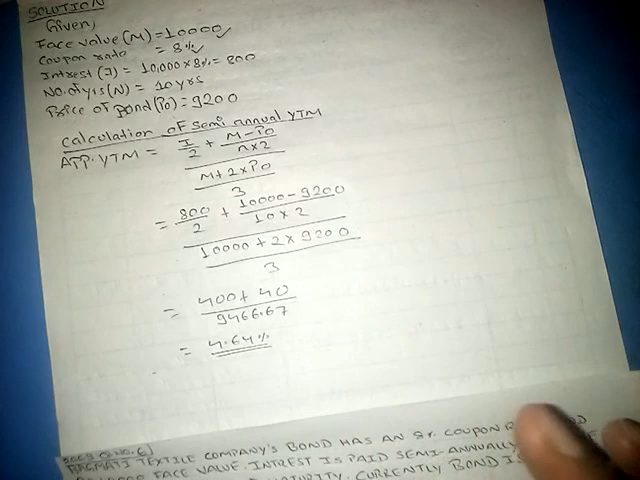 SOLUTION
Given,
Face value (M) = 10000
Coupon rate = 8%
Intrest (I) = 10,000 × 8% = 800
No. of yrs (N) = 10 yrs
Price of bond (P0) = 9200
calculation of semi annual YTM
APP. YTM = I/2 + M - P0/n×2
M + 2 × P0
3
= 800/2 + 10000 - 9200/10 × 2
10000 + 2 × 9200
3
= 400 + 40
9466.67
= 4.64%
TEXTILE COMPANY'S BOND HAS AN 8%. COUPON
FACE VALUE. INTREST IS PAID SEMI-ANNUALLY
MATURITY. CURRENTLY BOND IS